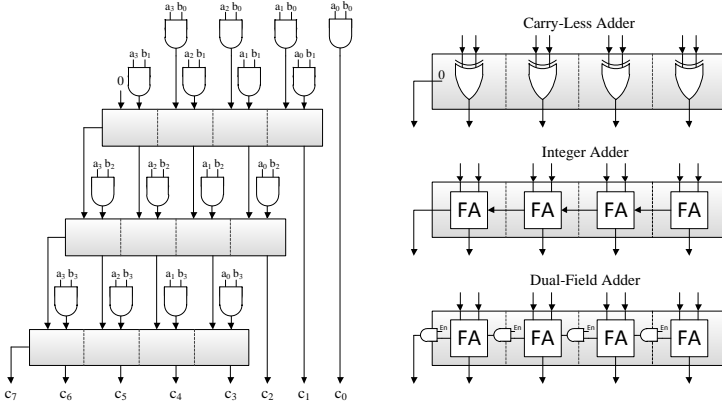 a₃ b₀ a₂ b₀ a₁ b₀ a₀ b₀
a₃ b₁ a₂ b₁ a₁ b₁ a₀ b₁
0
a₃ b₂ a₂ b₂ a₁ b₂ a₀ b₂
a₃ b₃ a₂ b₃ a₁ b₃ a₀ b₃
c₇ c₆ c₅ c₄ c₃ c₂ c₁ c₀
Carry-Less Adder
0
Integer Adder
FA FA FA FA
Dual-Field Adder
En En En En
FA FA FA FA